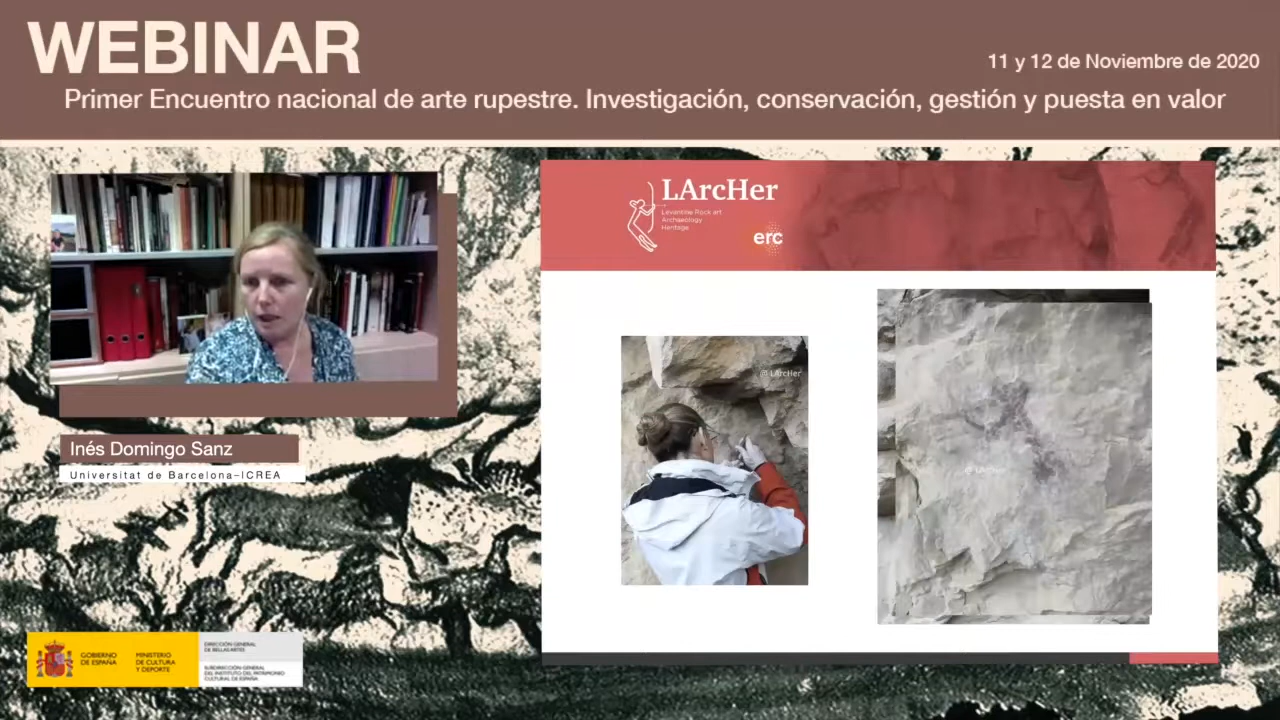 WEBINAR
11 y 12 de Noviembre de 2020
Primer Encuentro nacional de arte rupestre. Investigación, conservación, gestión y puesta en valor
LArcHer
Levantine Rock art
Archaeology
Heritage
erc
@ LArcHer
LArcHer
Inés Domingo Sanz
Universitat de Barcelona–ICREA
GOBIERNO
DE ESPAÑA
MINISTERIO
DE CULTURA
Y DEPORTE
DIRECCIÓN GENERAL
DE BELLAS ARTES
SUBDIRECCIÓN GENERAL
DEL INSTITUTO DEL PATRIMONIO
CULTURAL DE ESPAÑA